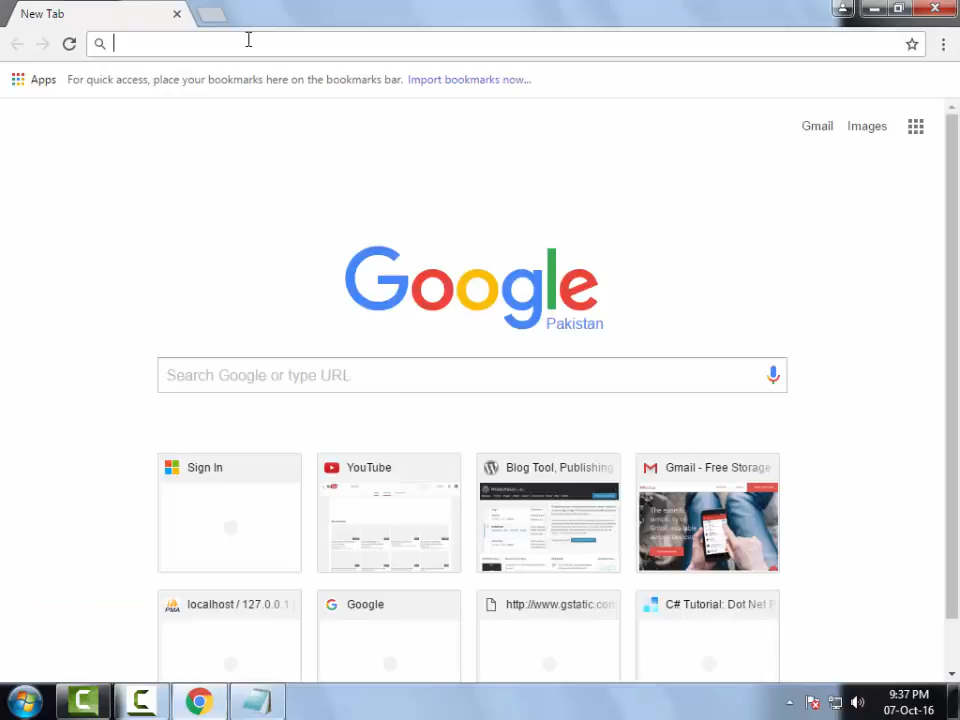 New Tab
Apps For quick access, place your bookmarks here on the bookmarks bar. Import bookmarks now...
Gmail Images
Google
Pakistan
Search Google or type URL
Sign In
YouTube
Blog Tool, Publishing
Gmail - Free Storage
localhost / 127.0.0.1
Google
http://www.gstatic.com
C# Tutorial: Dot Net P
9:37 PM
07-Oct-16